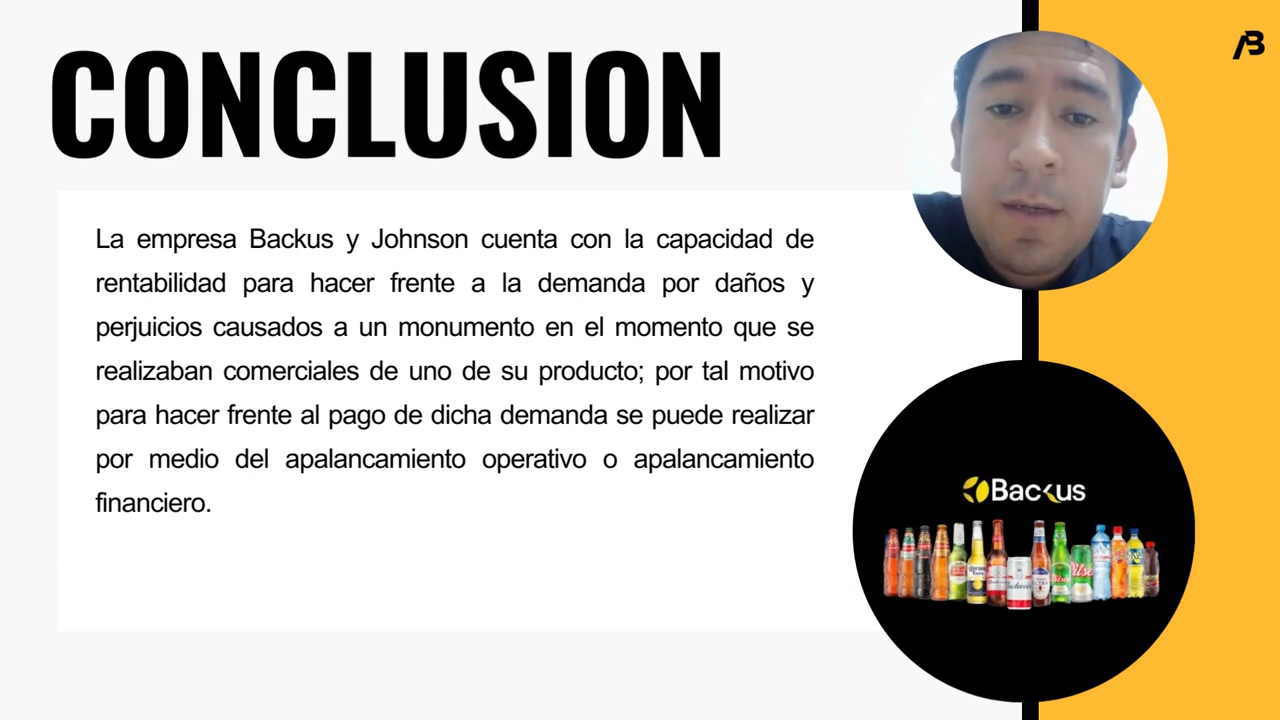 CONCLUSION
La empresa Backus y Johnson cuenta con la capacidad de
rentabilidad para hacer frente a la demanda por daños y
perjuicios causados a un monumento en el momento que se
realizaban comerciales de uno de su producto; por tal motivo
para hacer frente al pago de dicha demanda se puede realizar
por medio del apalancamiento operativo o apalancamiento
financiero.
Backus